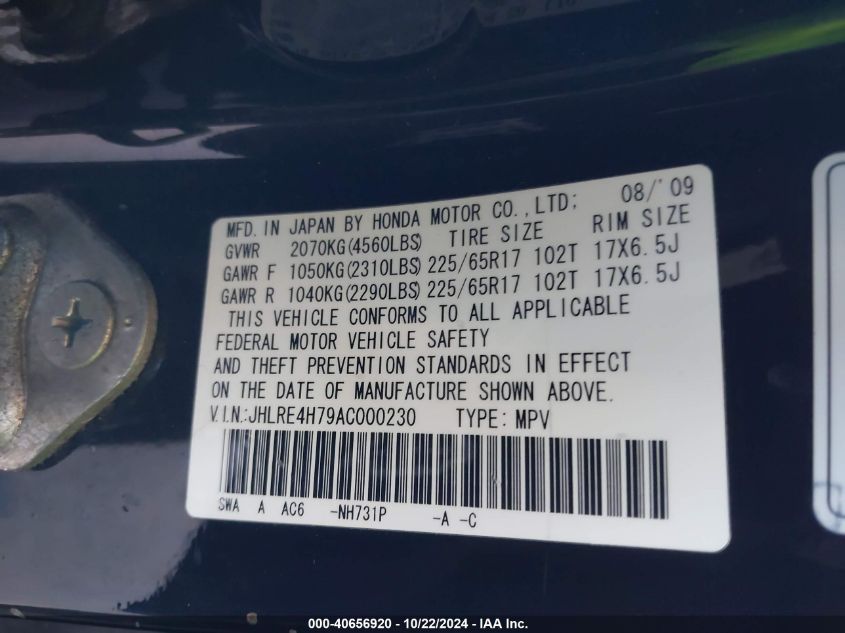 MFD. IN JAPAN BY HONDA MOTOR CO., LTD; 08/'09
GVWR 2070KG(4560LBS) TIRE SIZE RIM SIZE
GAWR F 1050KG(2310LBS) 225/65R17 102T 17X6.5J
GAWR R 1040KG(2290LBS) 225/65R17 102T 17X6.5J
THIS VEHICLE CONFORMS TO ALL APPLICABLE
FEDERAL MOTOR VEHICLE SAFETY
AND THEFT PREVENTION STANDARDS IN EFFECT
ON THE DATE OF MANUFACTURE SHOWN ABOVE.
V.I.N.:JHLRE4H79AC000230 TYPE: MPV
SWA A AC6 -NH731P -A -C
000-40656920 - 10/22/2024 - IAA Inc.